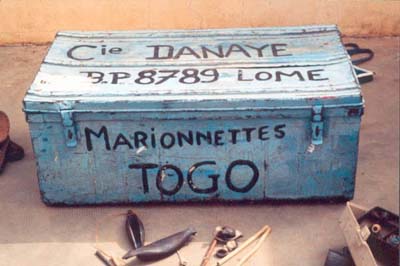 Cie DANAYE
B.P 8789 LOME
MARIONNETTES
TOGO